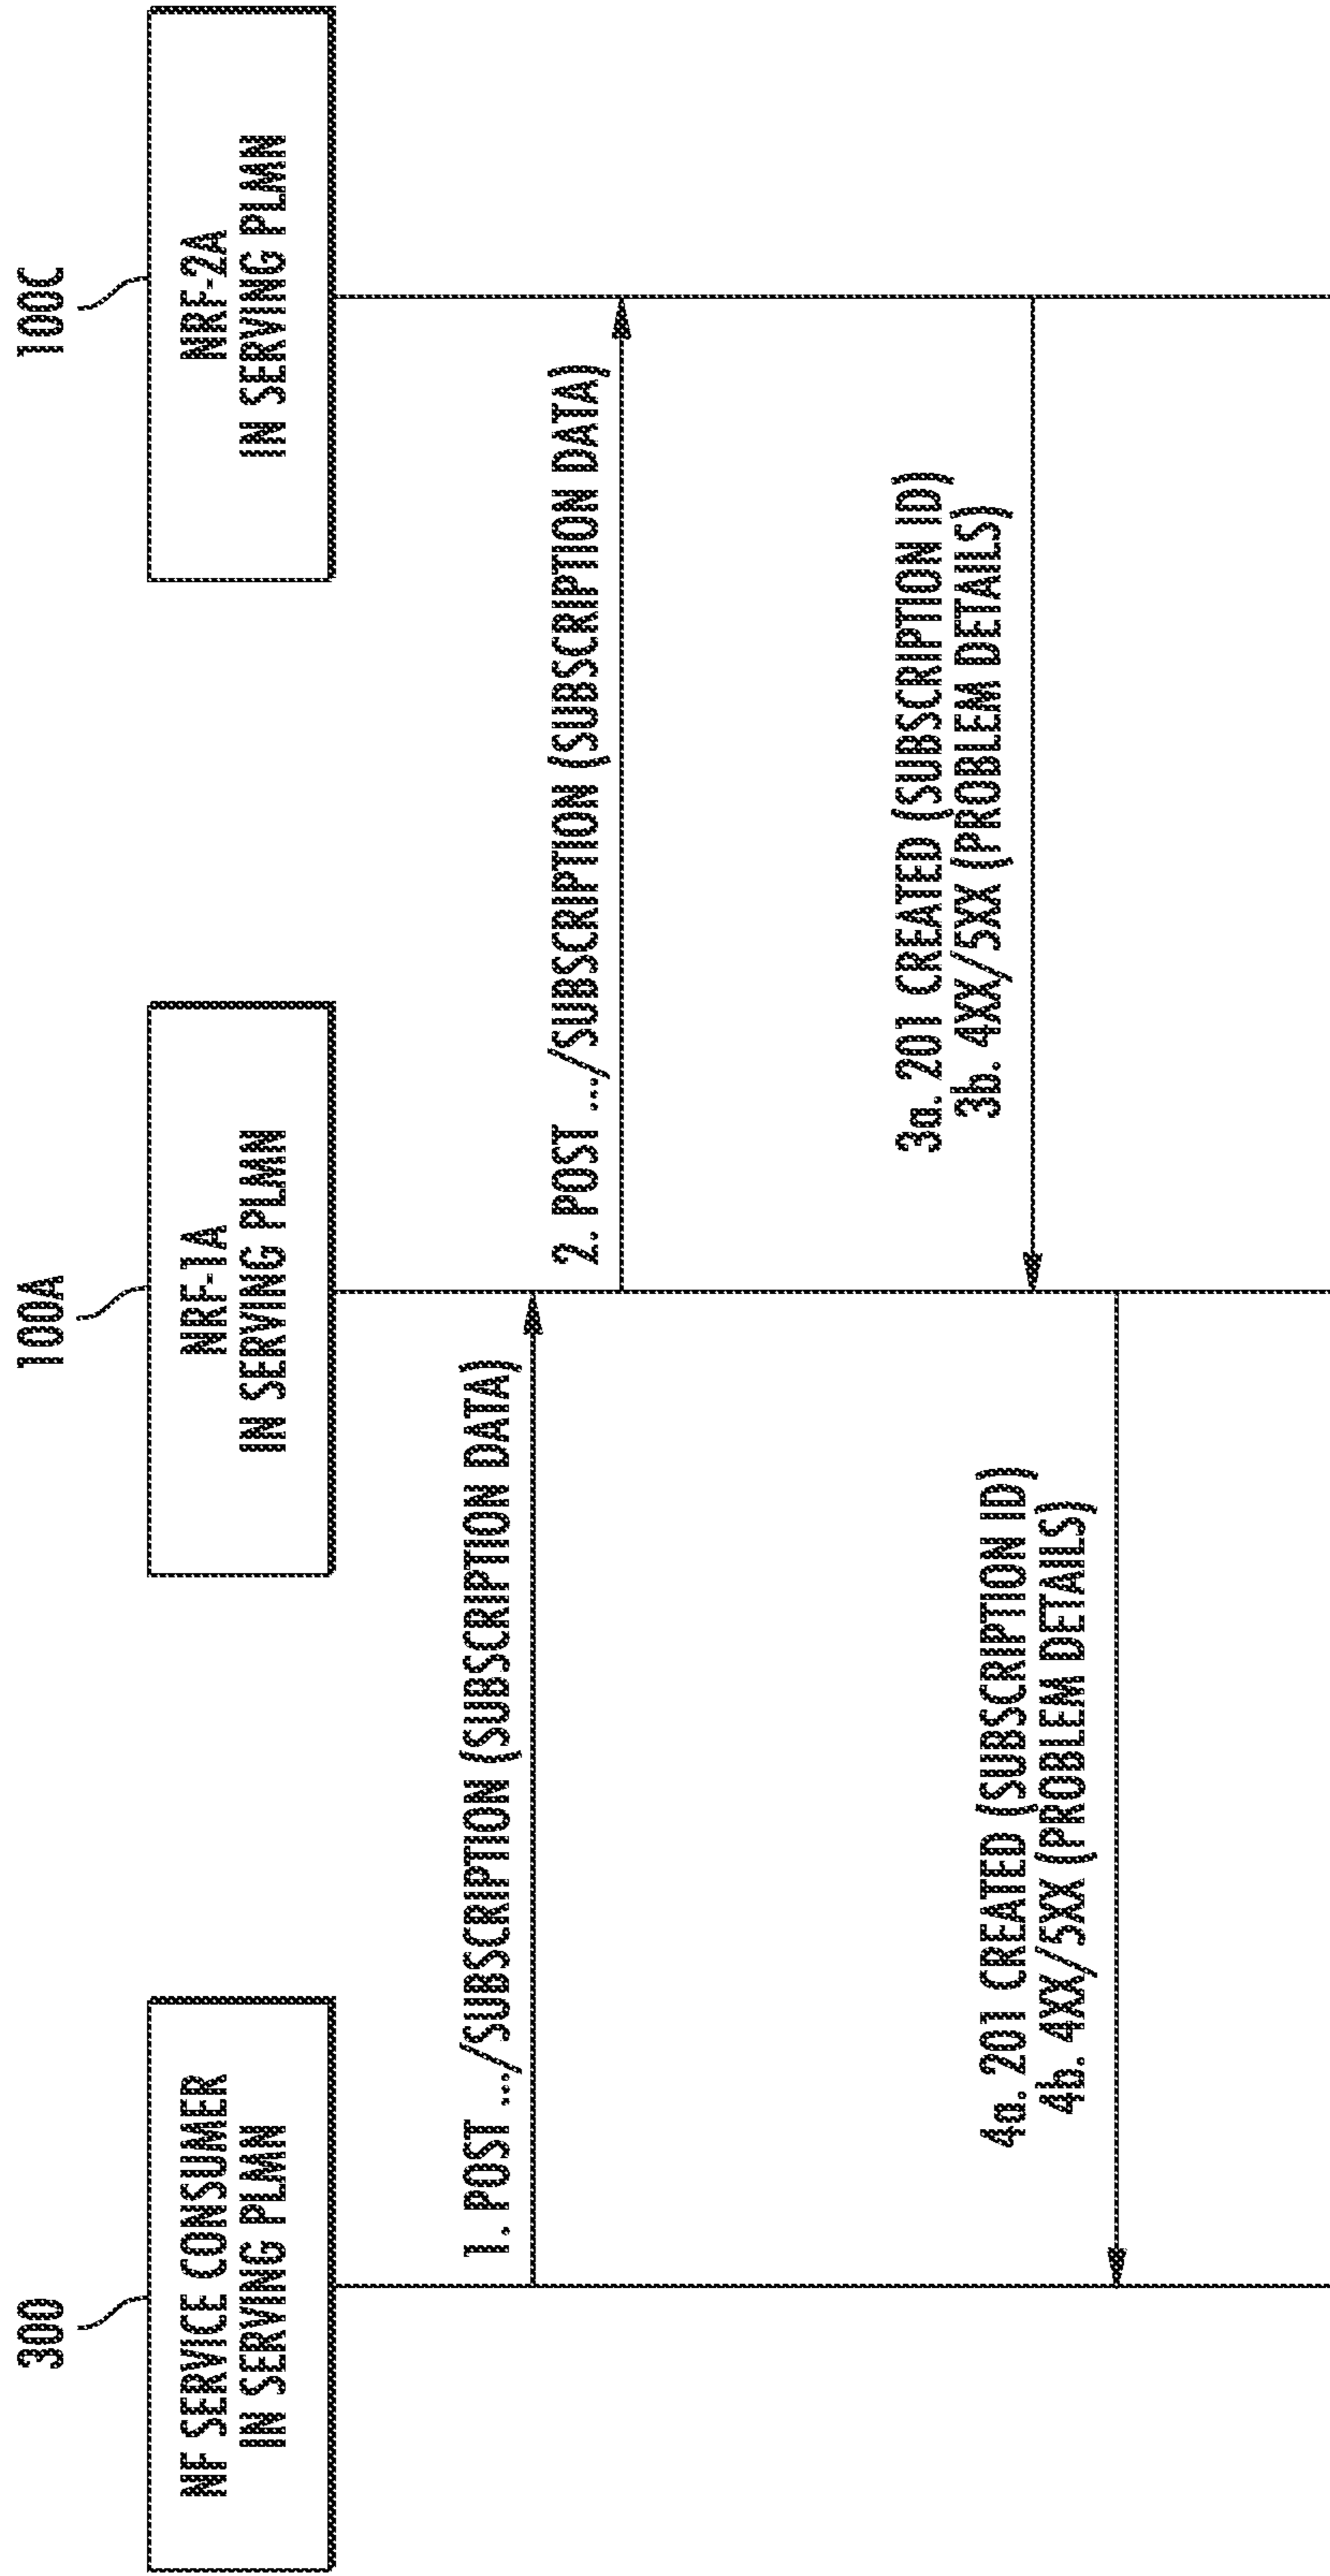 300
NF SERVICE CONSUMER
IN SERVING PLMN
100A
NRF-1A
IN SERVING PLMN
100C
NRF-2A
IN SERVING PLMN
1. POST .../SUBSCRIPTION (SUBSCRIPTION DATA)
2. POST .../SUBSCRIPTION (SUBSCRIPTION DATA)
3a. 201 CREATED (SUBSCRIPTION ID)
3b. 4XX/5XX (PROBLEM DETAILS)
4a. 201 CREATED (SUBSCRIPTION ID)
4b. 4XX/5XX (PROBLEM DETAILS)